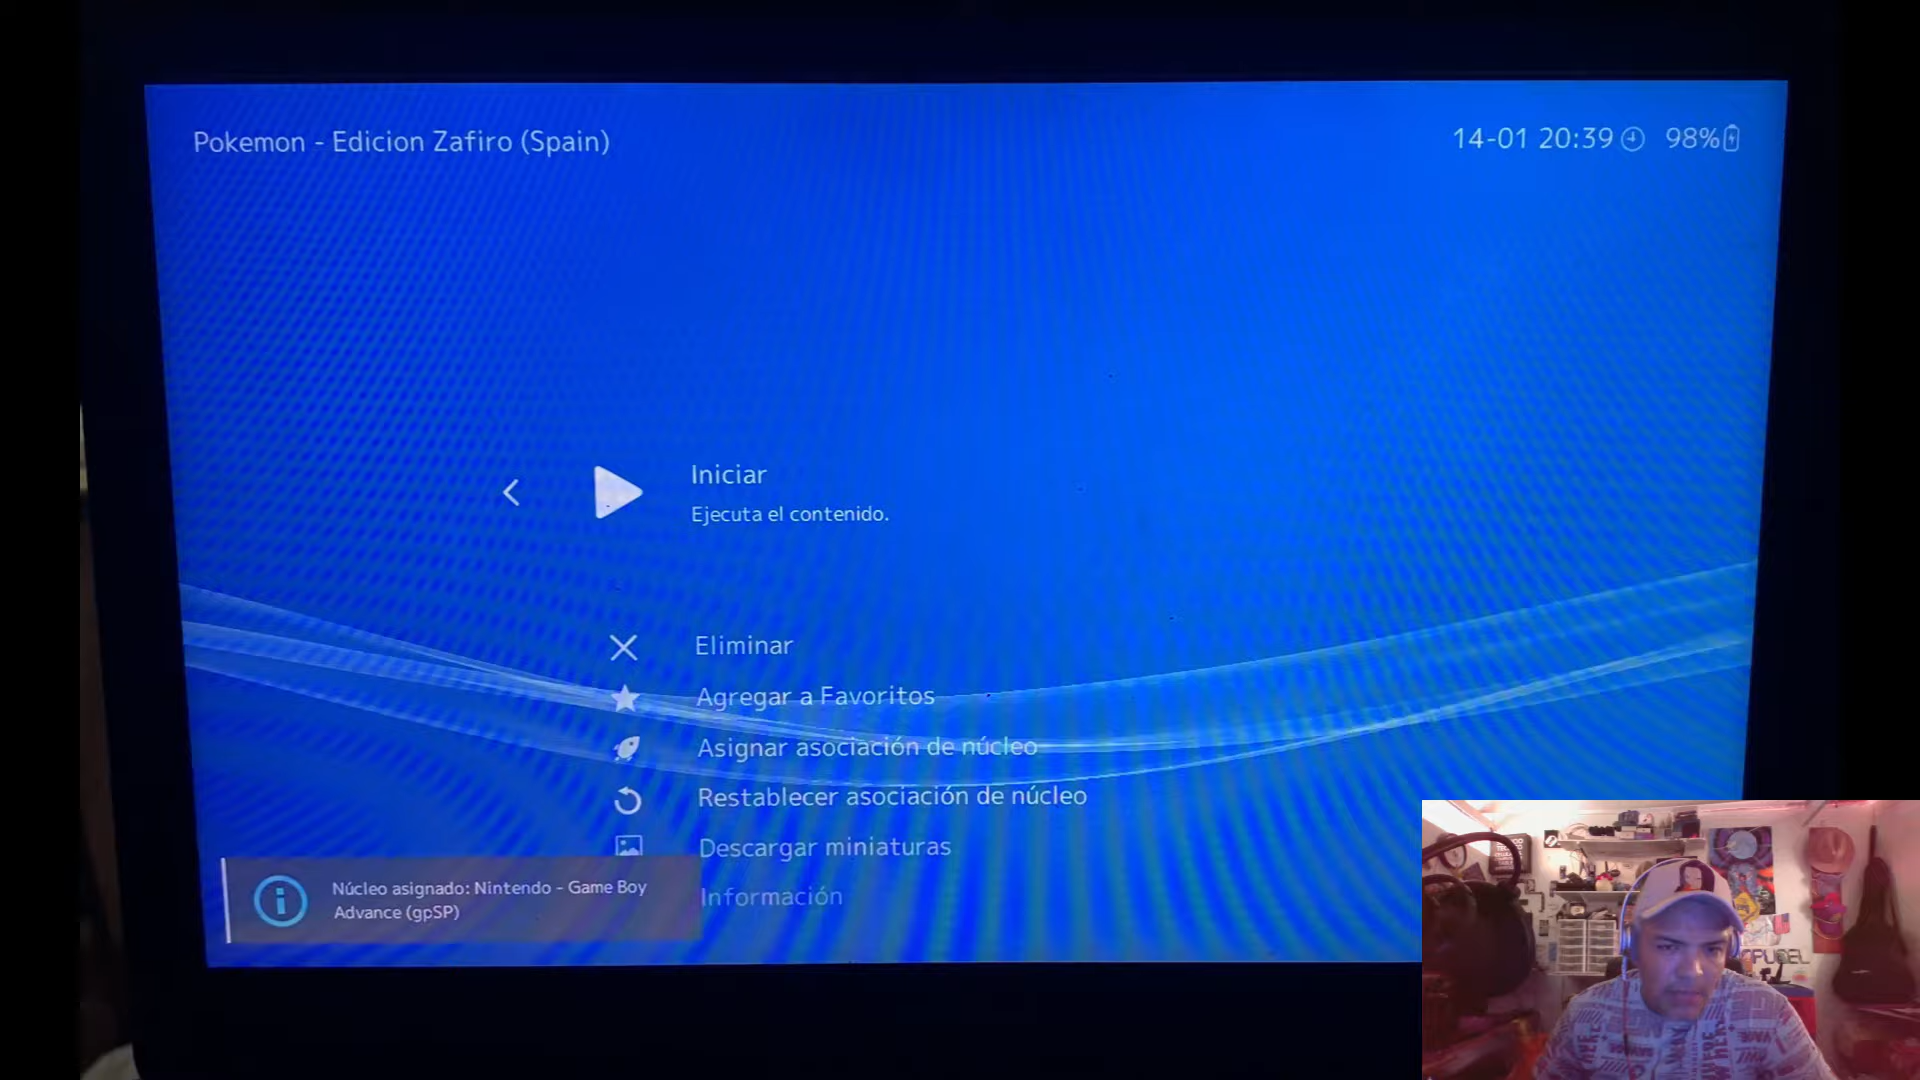 Pokemon - Edicion Zafiro (Spain)
14-01 20:39 98%
Iniciar
Ejecuta el contenido.
Eliminar
Agregar a Favoritos
Asignar asociación de núcleo
Restablecer asociación de núcleo
Descargar miniaturas
Información
Núcleo asignado: Nintendo - Game Boy
Advance (gpSP)